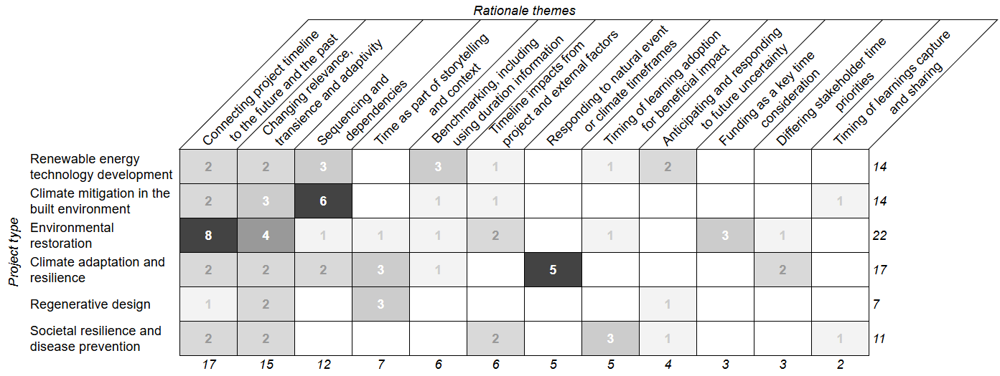 Rationale themes
Connecting project timeline
to the future and the past
Changing relevance,
transience and adaptivity
Sequencing and
dependencies
Time as part of storytelling
and context
Benchmarking, including
using duration information
Timeline impacts from
project and external factors
Responding to natural event
or climate timeframes
Timing of learning adoption
for beneficial impact
Anticipating and responding
to future uncertainty
Funding as a key time
consideration
Differing stakeholder time
priorities
Timing of learnings capture
and sharing
Project type
Renewable energy
technology development
2 2 3 3 1 1 2 14
Climate mitigation in the
built environment
2 3 6 1 1 1 14
Environmental
restoration
8 4 1 1 1 2 1 3 1 22
Climate adaptation and
resilience
2 2 2 3 1 5 2 17
Regenerative design
1 2 3 1 7
Societal resilience and
disease prevention
2 2 2 3 1 1 11
17 15 12 7 6 6 5 5 4 3 3 2